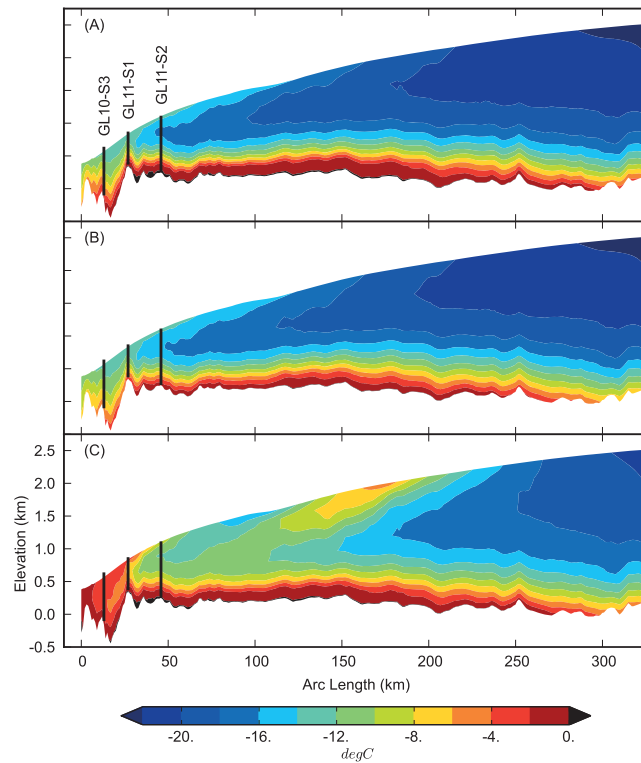 (A)
GL10-S3
GL11-S1
GL11-S2
(B)
(C)
2.5
2.0
1.5
1.0
0.5
0.0
-0.5
Elevation (km)
0 50 100 150 200 250 300
Arc Length (km)
-20. -16. -12. -8. -4. 0.
degC